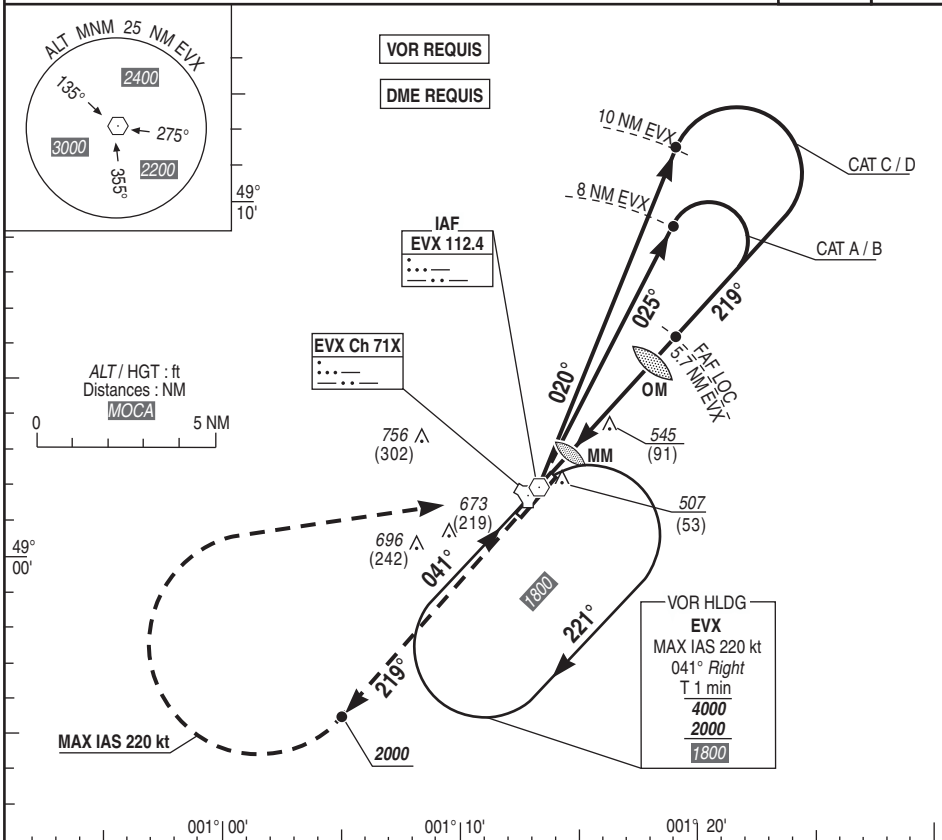 ALT MNM 25 NM EVX
2400
135°
275°
3000
2200
355°
VOR REQUIS
DME REQUIS
49°
10'
10 NM EVX
CAT C / D
8 NM EVX
CAT A / B
IAF
EVX 112.4
025°
219°
EVX Ch 71X
FAF LOC
5.7 NM EVX
OM
020°
ALT / HGT : ft
Distances : NM
MOCA
0 5 NM
756
(302)
545
(91)
MM
673
(219)
507
(53)
696
(242)
49°
00'
041°
1800
221°
VOR HLDG
EVX
MAX IAS 220 kt
041° Right
T 1 min
4000
2000
1800
219°
MAX IAS 220 kt
2000
001° 00'
001° 10'
001° 20'